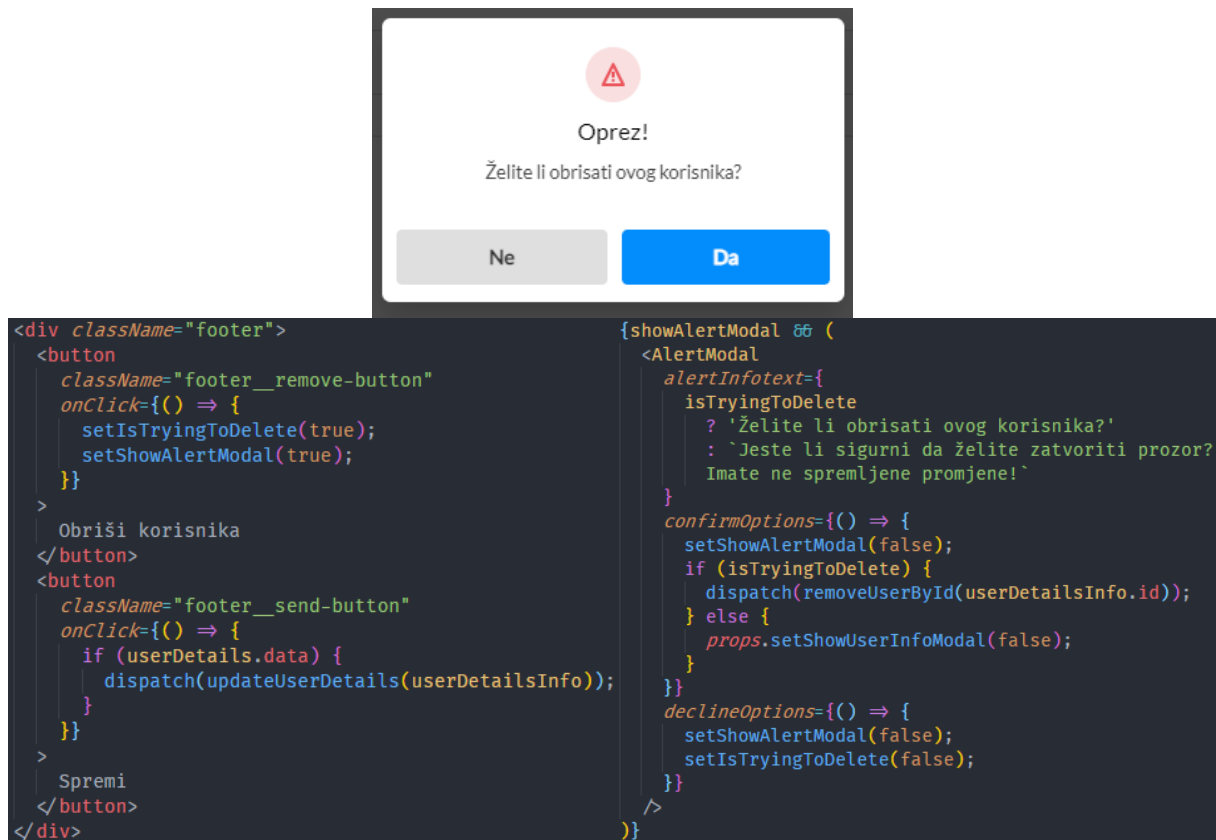 Oprez!
Želite li obrisati ovog korisnika?
Ne
Da
<div className="footer">
<button
className="footer__remove-button"
onClick={() => {
setIsTryingToDelete(true);
setShowAlertModal(true);
}}
>
Obriši korisnika
</button>
<button
className="footer__send-button"
onClick={() => {
if (userDetails.data) {
dispatch(updateUserDetails(userDetailsInfo));
}
}}
>
Spremi
</button>
</div>
{showAlertModal && (
<AlertModal
alertInfotext={
isTryingToDelete
? 'Želite li obrisati ovog korisnika?'
: `Jeste li sigurni da želite zatvoriti prozor?
Imate ne spremljene promjene!`
}
confirmOptions={() => {
setShowAlertModal(false);
if (isTryingToDelete) {
dispatch(removeUserById(userDetailsInfo.id));
} else {
props.setShowUserInfoModal(false);
}
}}
declineOptions={() => {
setShowAlertModal(false);
setIsTryingToDelete(false);
}}
/>
)}